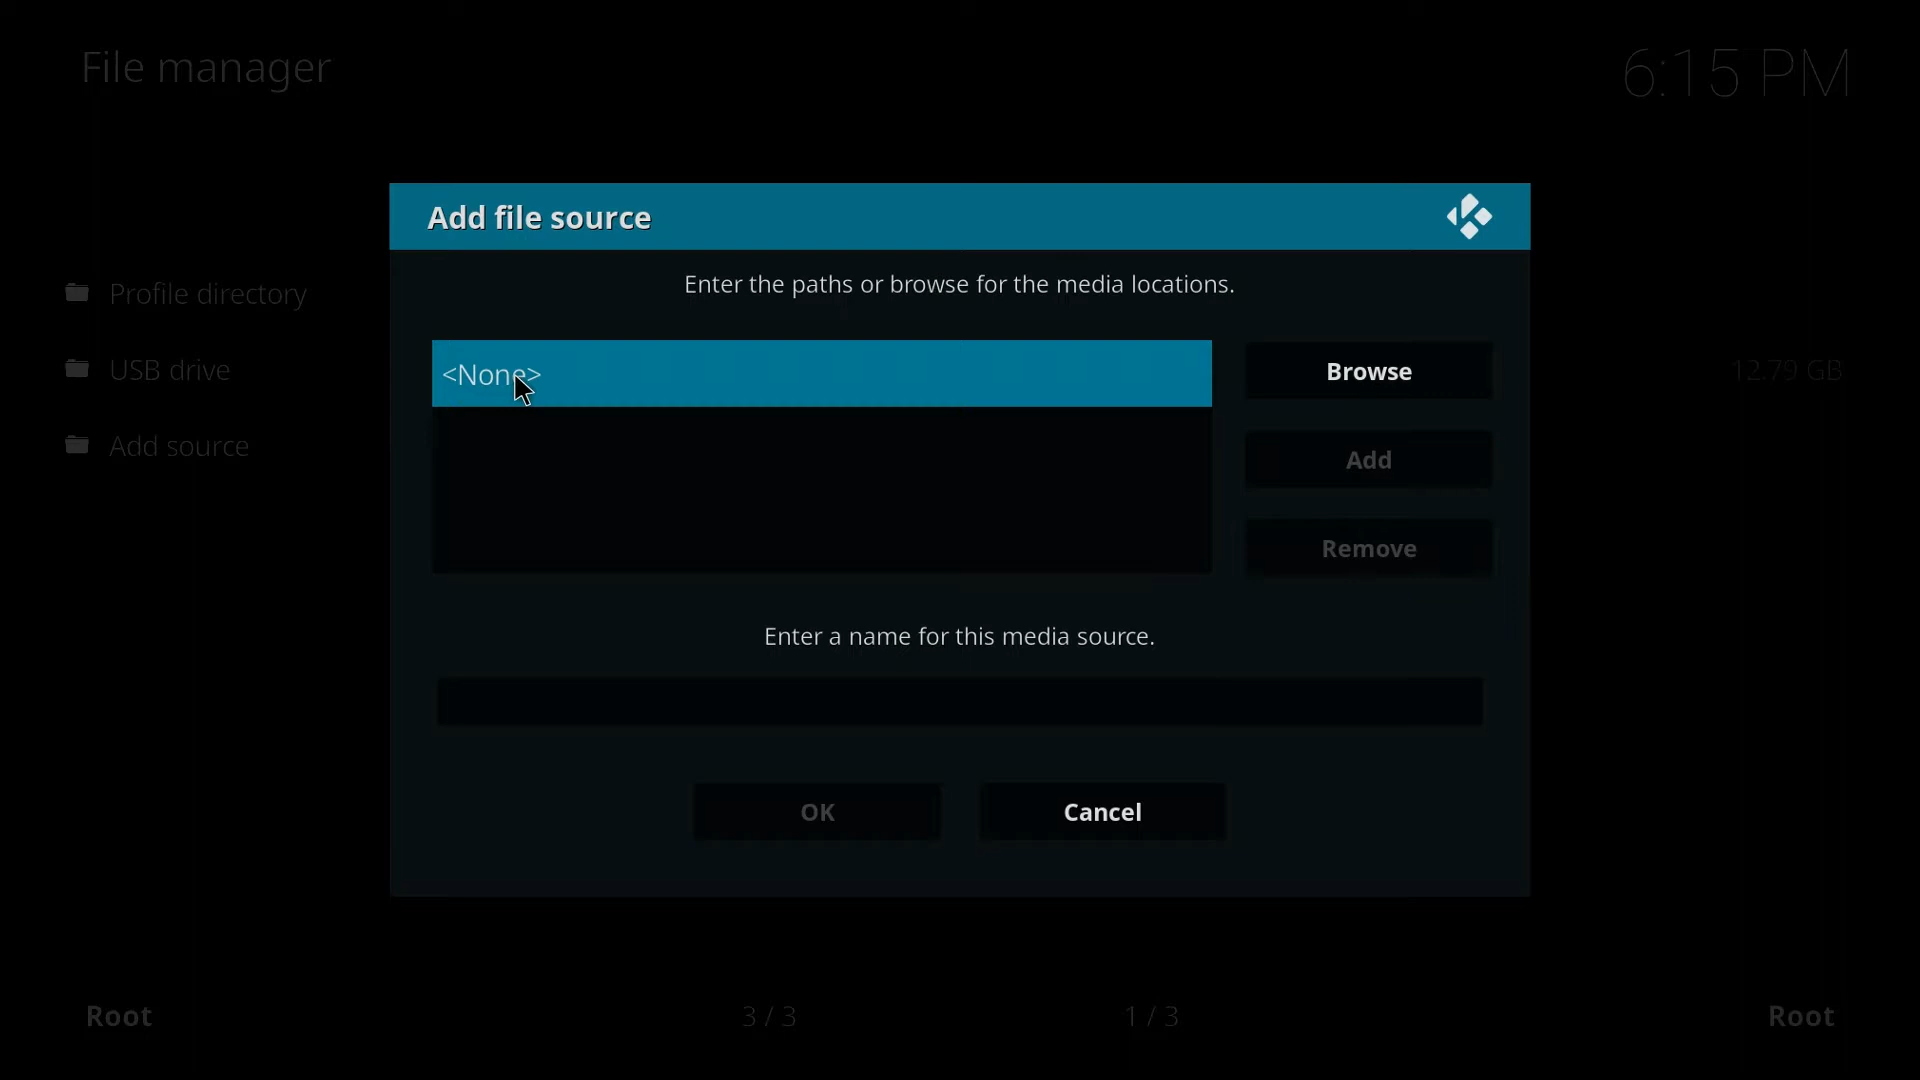 File manager
6:15 PM
Add file source
Enter the paths or browse for the media locations.
Profile directory
<None>
Browse
USB drive
12.79 GB
Add source
Add
Remove
Enter a name for this media source.
OK
Cancel
Root
3 / 3
1 / 3
Root